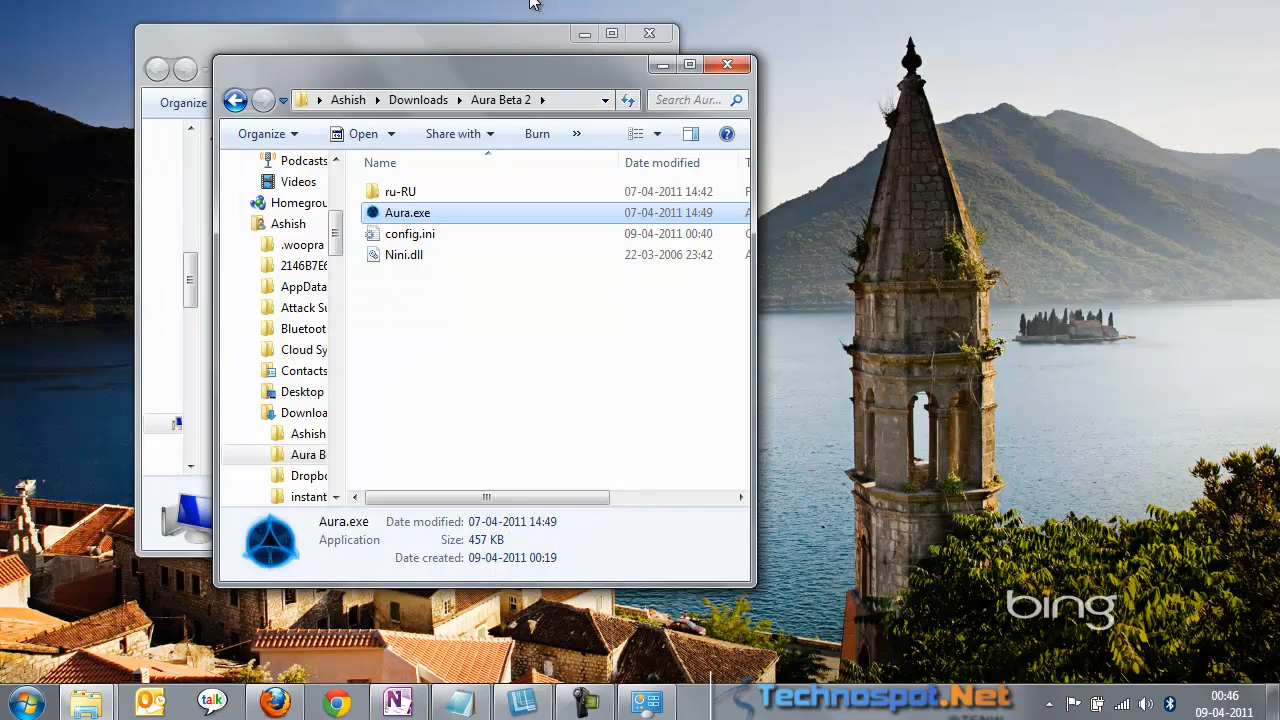 Organize
Ashish Downloads Aura Beta 2
Search Aur...
Organize Open Share with Burn »
Name Date modified
Podcasts
Videos
Homegrou
Ashish
.woopra
2146B7E6
AppData
Attack Su
Bluetoot
Cloud Sy
Contacts
Desktop
Downloa
Ashish
Aura B
Dropbo
instant
ru-RU 07-04-2011 14:42
Aura.exe 07-04-2011 14:49
config.ini 09-04-2011 00:40
Nini.dll 22-03-2006 23:42
Aura.exe Date modified: 07-04-2011 14:49
Application Size: 457 KB
Date created: 09-04-2011 00:19
bing
talk
Technospot.Net
00:46
09-04-2011